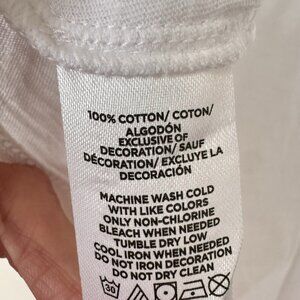 100% COTTON/ COTON/
ALGODÓN
EXCLUSIVE OF
DECORATION/ SAUF
DÉCORATION/ EXCLUYE LA
DECORACIÓN
MACHINE WASH COLD
WITH LIKE COLORS
ONLY NON-CHLORINE
BLEACH WHEN NEEDED
TUMBLE DRY LOW
COOL IRON WHEN NEEDED
DO NOT IRON DECORATION
DO NOT DRY CLEAN
30